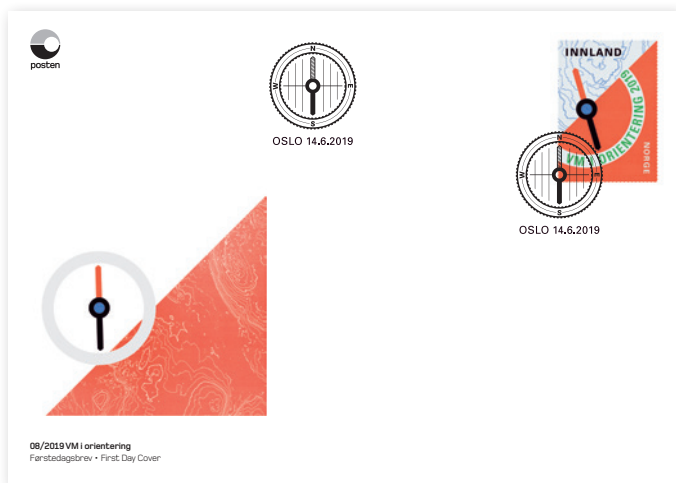 posten
N
W E
S
OSLO 14.6.2019
INNLAND
VM I ORIENTERING 2019
NORGE
N
W E
S
OSLO 14.6.2019
08/2019 VM i orientering
Førstedagsbrev • First Day Cover